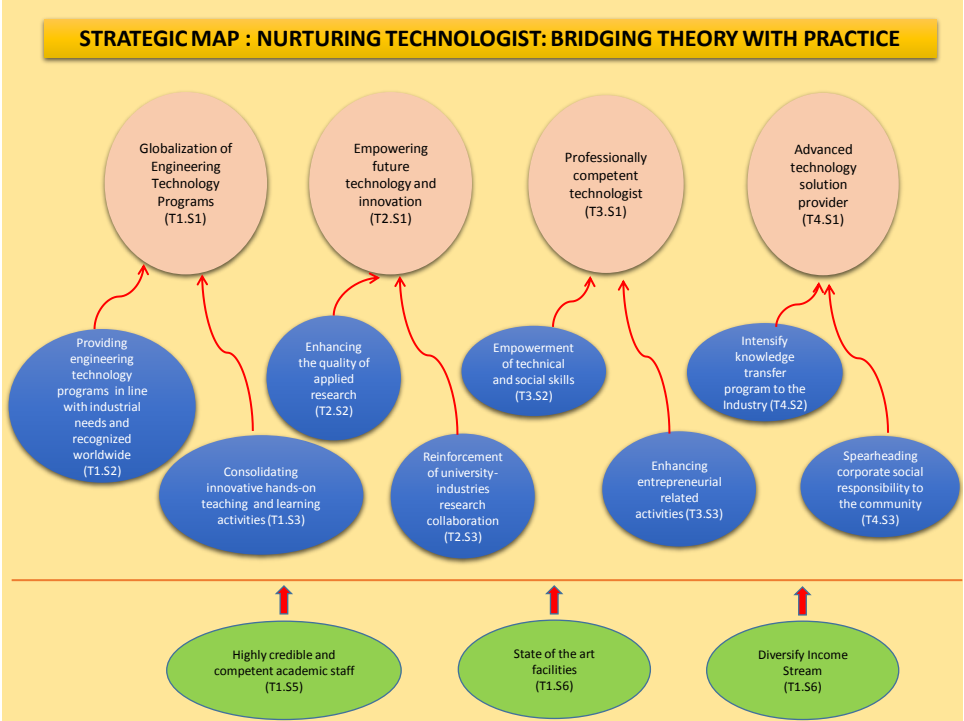 STRATEGIC MAP : NURTURING TECHNOLOGIST: BRIDGING THEORY WITH PRACTICE
Globalization of
Engineering
Technology
Programs
(T1.S1)
Empowering
future
technology and
innovation
(T2.S1)
Professionally
competent
technologist
(T3.S1)
Advanced
technology
solution
provider
(T4.S1)
Providing
engineering
technology
programs in line
with industrial
needs and
recognized
worldwide
(T1.S2)
Consolidating
innovative hands-on
teaching and learning
activities (T1.S3)
Enhancing
the quality of
applied
research
(T2.S2)
Reinforcement
of university-
industries
research
collaboration
(T2.S3)
Empowerment
of technical
and social skills
(T3.S2)
Enhancing
entrepreneurial
related
activities (T3.S3)
Intensify
knowledge
transfer
program to the
Industry (T4.S2)
Spearheading
corporate social
responsibility to
the community
(T4.S3)
Highly credible and
competent academic staff
(T1.S5)
State of the art
facilities
(T1.S6)
Diversify Income
Stream
(T1.S6)